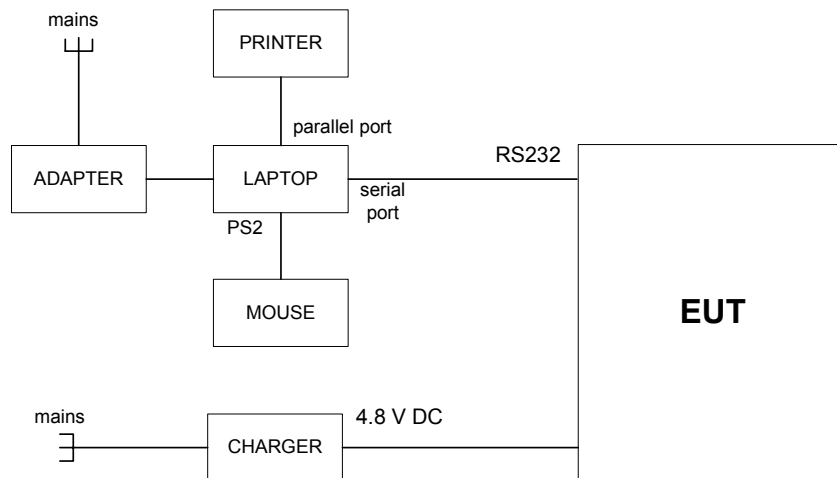 mains
PRINTER
parallel port
RS232
ADAPTER
LAPTOP
serial
port
PS2
MOUSE
EUT
mains
4.8 V DC
CHARGER